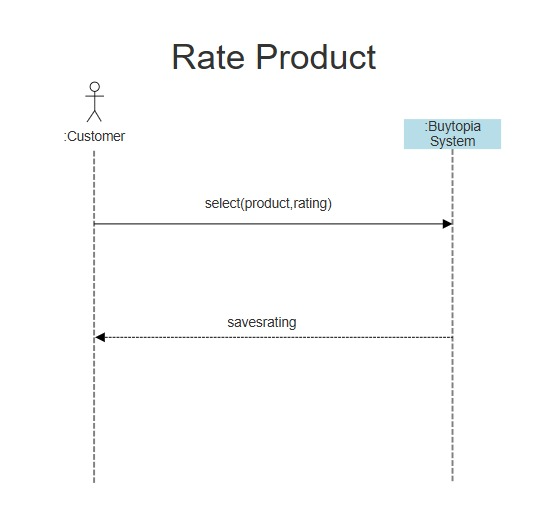 Rate Product
:Customer
:Buytopia
System
select(product,rating)
savesrating